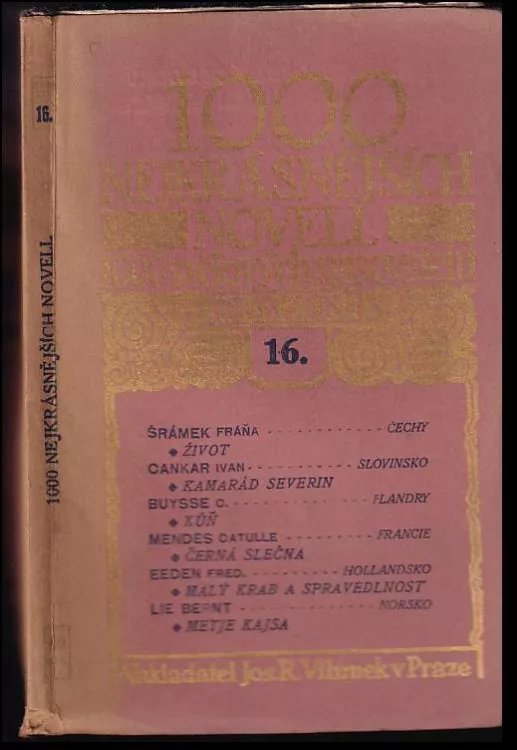 16.
1000 NEJKRÁSNĚJŠÍCH NOVELL
1000
NEJKRÁSNĚJŠÍCH
NOVELL
1000
16.
ŠRÁMEK FRÁŇA - - - - - - - - - - - - ČECHY
◆ ŽIVOT
CANKAR IVAN - - - - - - - - - - - SLOVINSKO
◆ KAMARÁD SEVERIN
BUYSSE C. - - - - - - - - - - - - - - FLANDRY
◆ KŮŇ
MENDES CATULLE - - - - - - - - - FRANCIE
◆ ČERNÁ SLEČNA
EEDEN FRED. - - - - - - - - - HOLLANDSKO
◆ MALÝ KRAB A SPRAVEDLNOST
LIE BERNT - - - - - - - - - - - - - - NORSKO
◆ METJE KAJSA
Nakladatel Jos. R. Vilímek v Praze